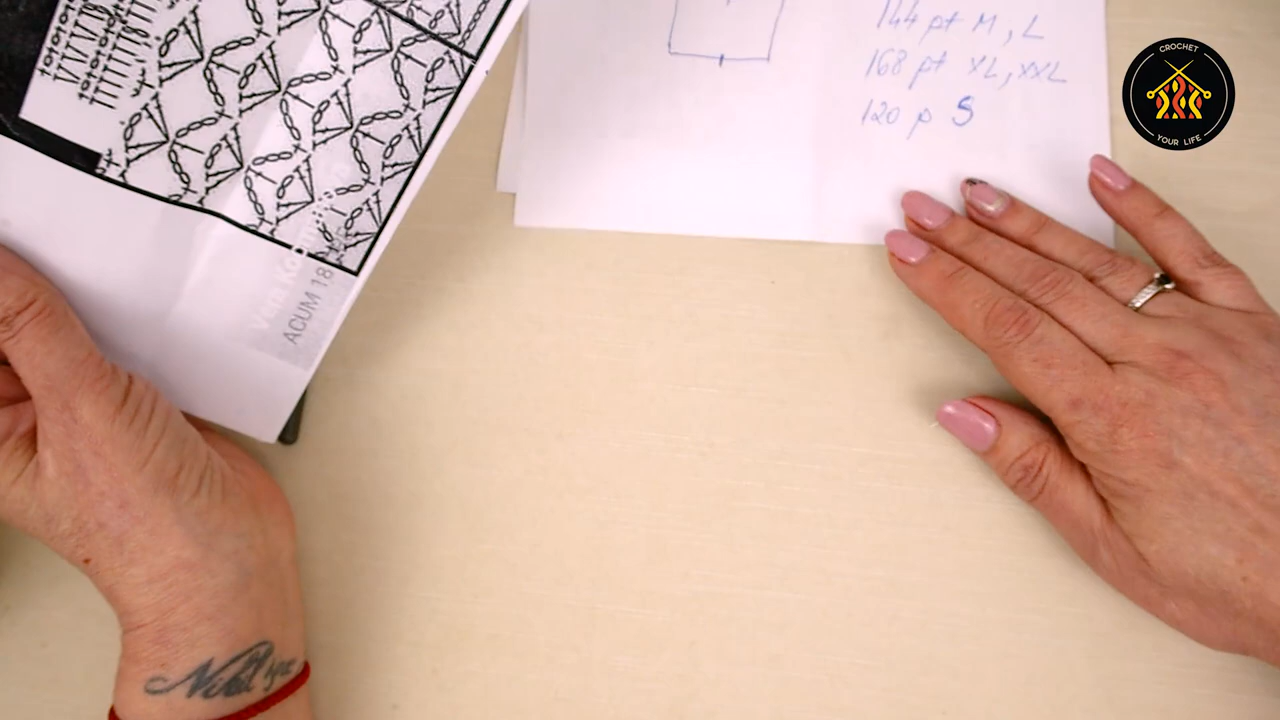 144 pt M, L
168 pt XL, XXL
120 p S
CROCHET
YOUR LIFE
ACUM 18